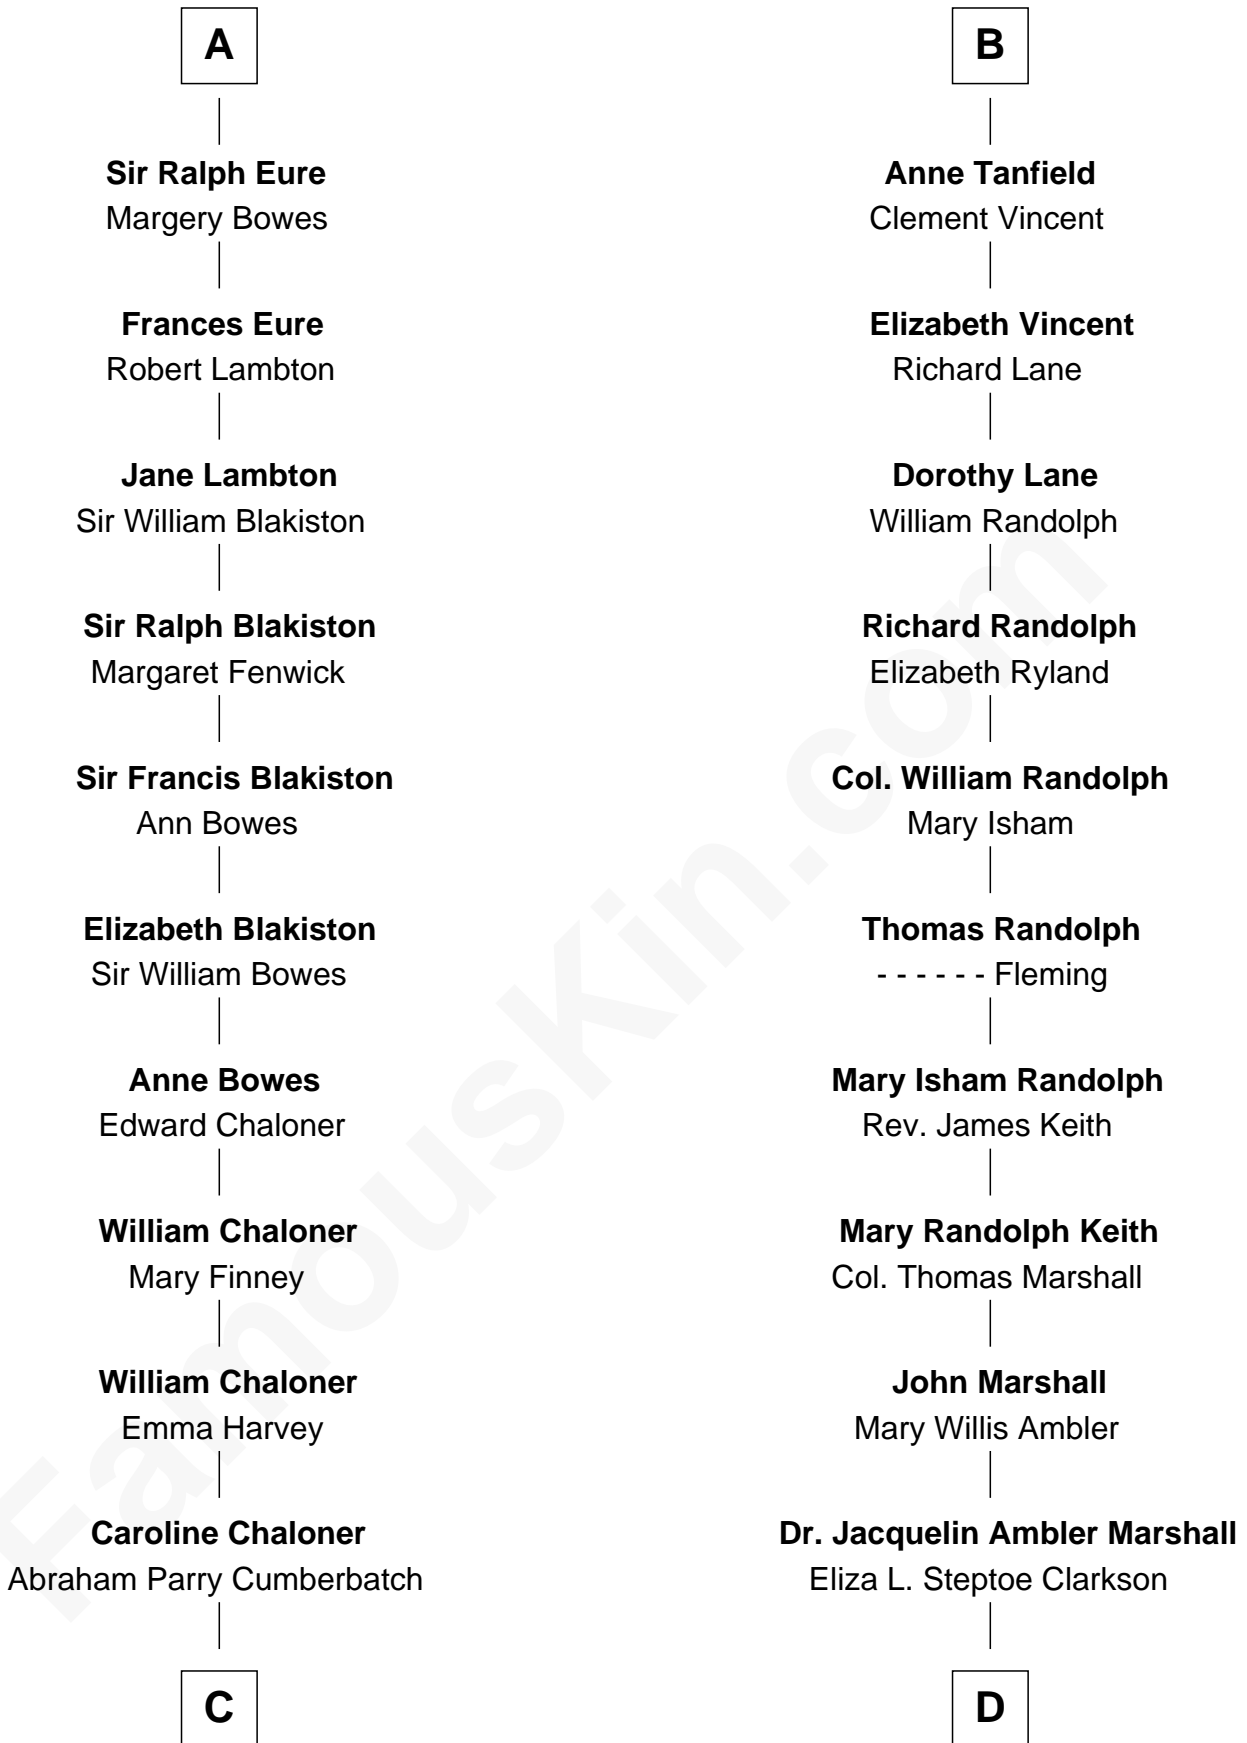 A
Sir Ralph Eure
Margery Bowes
Frances Eure
Robert Lambton
Jane Lambton
Sir William Blakiston
Sir Ralph Blakiston
Margaret Fenwick
Sir Francis Blakiston
Ann Bowes
Elizabeth Blakiston
Sir William Bowes
Anne Bowes
Edward Chaloner
William Chaloner
Mary Finney
William Chaloner
Emma Harvey
Caroline Chaloner
Abraham Parry Cumberbatch
C
B
Anne Tanfield
Clement Vincent
Elizabeth Vincent
Richard Lane
Dorothy Lane
William Randolph
Richard Randolph
Elizabeth Ryland
Col. William Randolph
Mary Isham
Thomas Randolph
- - - - - - Fleming
Mary Isham Randolph
Rev. James Keith
Mary Randolph Keith
Col. Thomas Marshall
John Marshall
Mary Willis Ambler
Dr. Jacquelin Ambler Marshall
Eliza L. Steptoe Clarkson
D
FamousKin.com